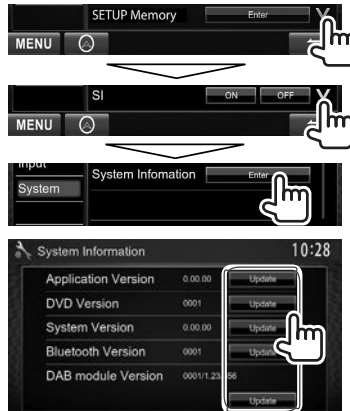 SETUP Memory Enter
MENU
SI ON OFF
MENU
Input
System
System Infomation Enter
System Information 10:28
Application Version 0.00.00 Update
DVD Version 0001 Update
System Version 0.00.00 Update
Bluetooth Version 0001 Update
DAB module Version 0001/1.23 56
Update